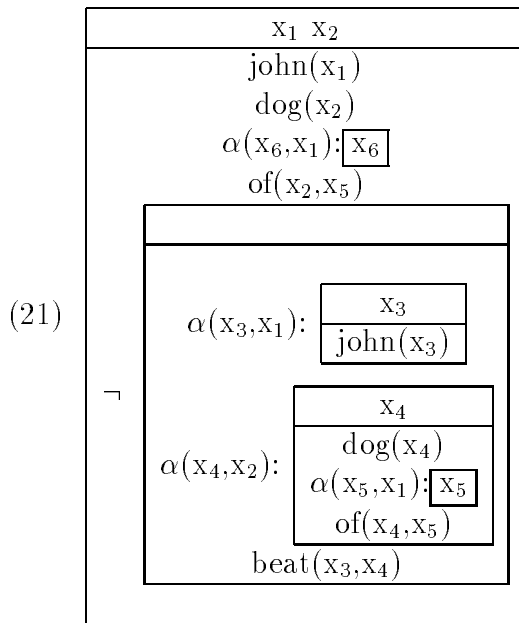 x₁ x₂
john(x₁)
dog(x₂)
α(x₆,x₁): x₆
of(x₂,x₅)
(21)
α(x₃,x₁):
x₃
john(x₃)
¬
α(x₄,x₂):
x₄
dog(x₄)
α(x₅,x₁): x₅
of(x₄,x₅)
beat(x₃,x₄)